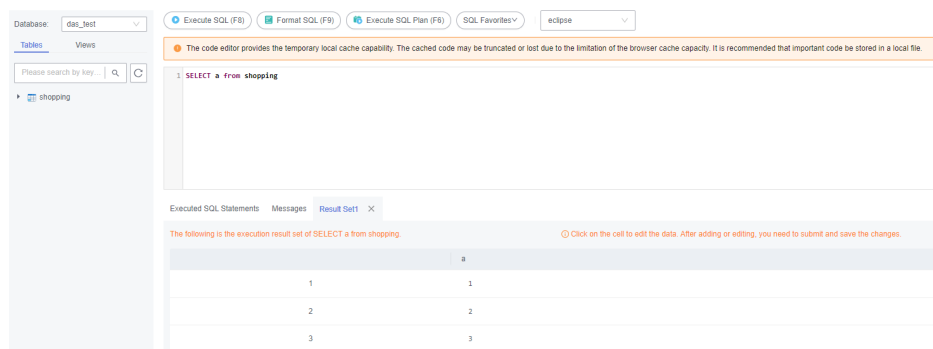 Database: das_test
Execute SQL (F8) Format SQL (F9) Execute SQL Plan (F6) SQL Favorites eclipse
Tables Views
The code editor provides the temporary local cache capability. The cached code may be truncated or lost due to the limitation of the browser cache capacity. It is recommended that important code be stored in a local file.
Please search by key...
1 SELECT a from shopping
shopping
Executed SQL Statements Messages Result Set1
The following is the execution result set of SELECT a from shopping. Click on the cell to edit the data. After adding or editing, you need to submit and save the changes.
a
1 1
2 2
3 3